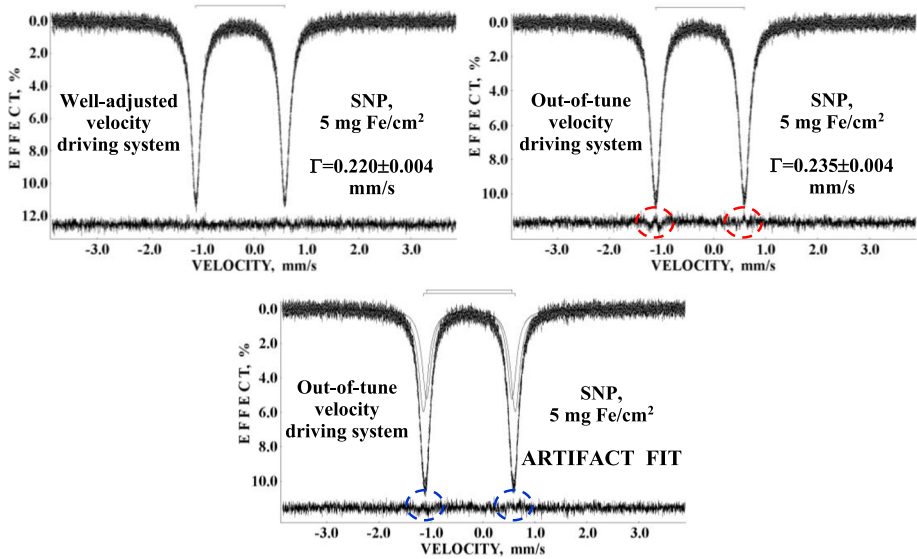 0.0
2.0
4.0
6.0
8.0
10.0
12.0
EFFECT, %
Well-adjusted
velocity
driving system
SNP,
5 mg Fe/cm²
Γ=0.220±0.004
mm/s
-3.0 -2.0 -1.0 0.0 1.0 2.0 3.0
VELOCITY, mm/s
0.0
2.0
4.0
6.0
8.0
10.0
EFFECT, %
Out-of-tune
velocity
driving system
SNP,
5 mg Fe/cm²
Γ=0.235±0.004
mm/s
-3.0 -2.0 -1.0 0.0 1.0 2.0 3.0
VELOCITY, mm/s
0.0
2.0
4.0
6.0
8.0
10.0
EFFECT, %
Out-of-tune
velocity
driving system
SNP,
5 mg Fe/cm²
ARTIFACT FIT
-3.0 -2.0 -1.0 0.0 1.0 2.0 3.0
VELOCITY, mm/s